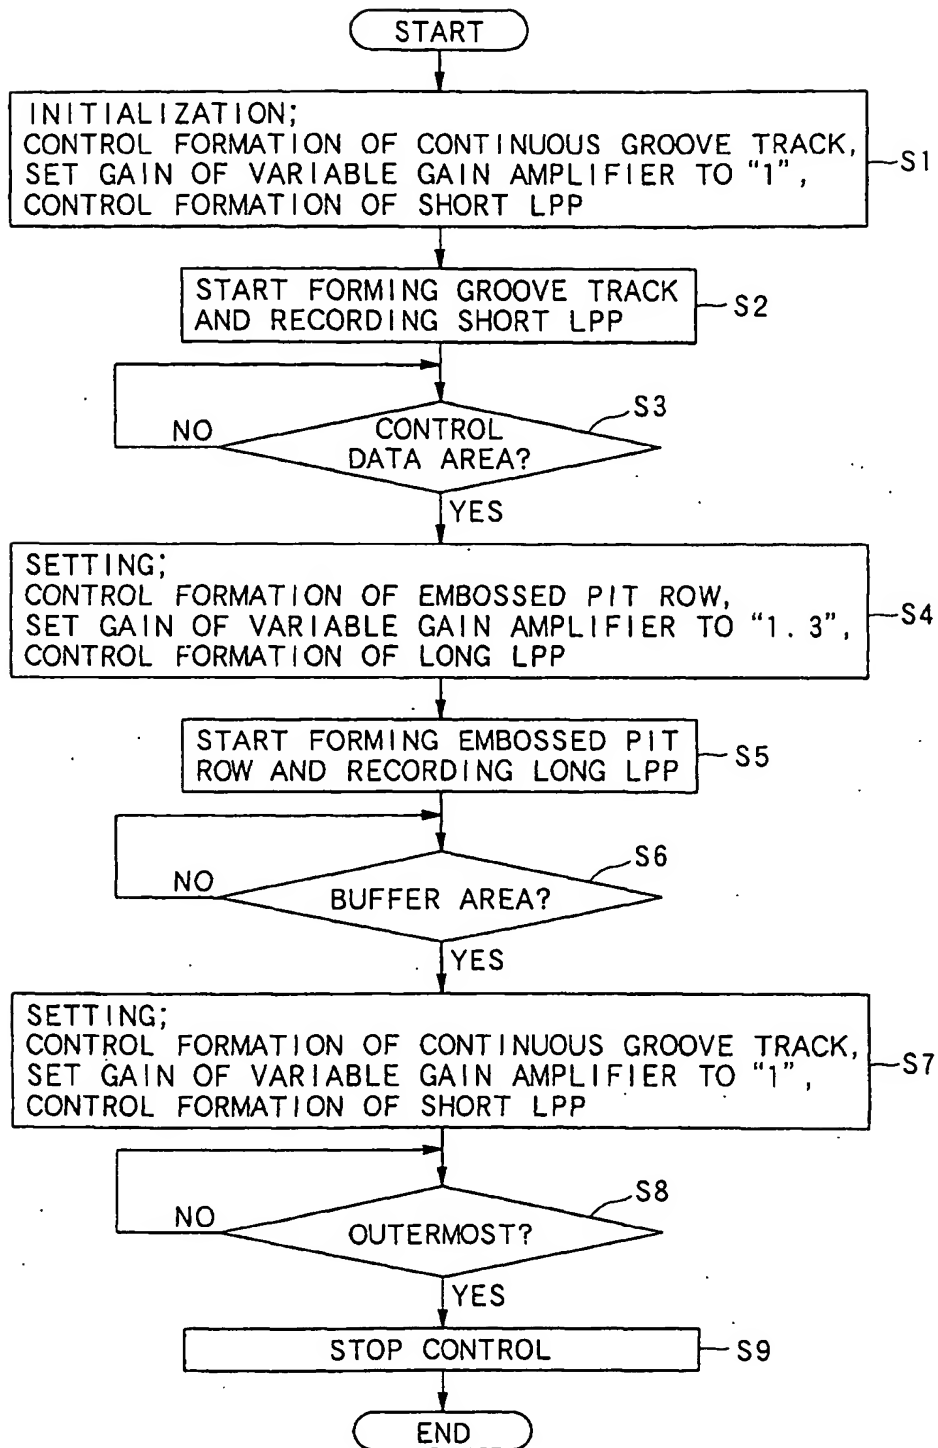 START
INITIALIZATION;
CONTROL FORMATION OF CONTINUOUS GROOVE TRACK,
SET GAIN OF VARIABLE GAIN AMPLIFIER TO “1”,
CONTROL FORMATION OF SHORT LPP
S1
START FORMING GROOVE TRACK
AND RECORDING SHORT LPP
S2
S3
NO
CONTROL
DATA AREA?
YES
SETTING;
CONTROL FORMATION OF EMBOSSED PIT ROW,
SET GAIN OF VARIABLE GAIN AMPLIFIER TO “1. 3”,
CONTROL FORMATION OF LONG LPP
S4
START FORMING EMBOSSED PIT
ROW AND RECORDING LONG LPP
S5
S6
NO
BUFFER AREA?
YES
SETTING;
CONTROL FORMATION OF CONTINUOUS GROOVE TRACK,
SET GAIN OF VARIABLE GAIN AMPLIFIER TO “1”,
CONTROL FORMATION OF SHORT LPP
S7
S8
NO
OUTERMOST?
YES
STOP CONTROL
S9
END